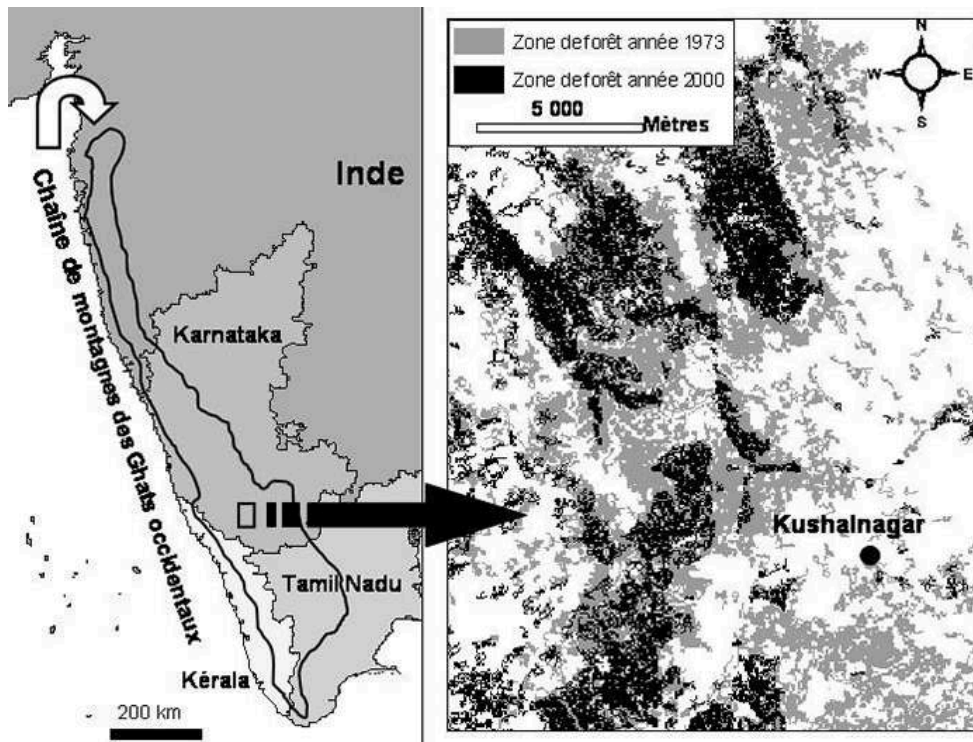 Inde
Chaîne de montagnes des Ghats occidentaux
Karnataka
Tamil Nadu
Kérala
200 km
Zone deforêt année 1973
Zone deforêt année 2000
5 000
Mètres
N
W
E
S
Kushalnagar